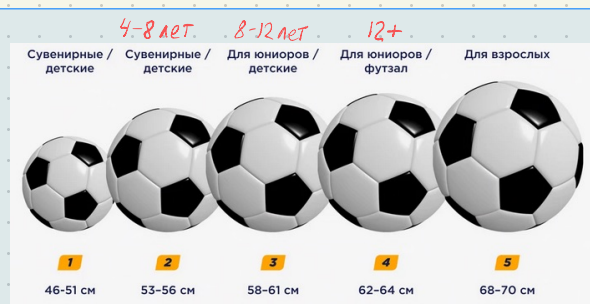 4-8 лет 8-12 лет 12+
Сувенирные / Сувенирные / Для юниоров / Для юниоров / Для взрослых
детские детские детские футзал
1 2 3 4 5
46-51 см 53-56 см 58-61 см 62-64 см 68-70 см